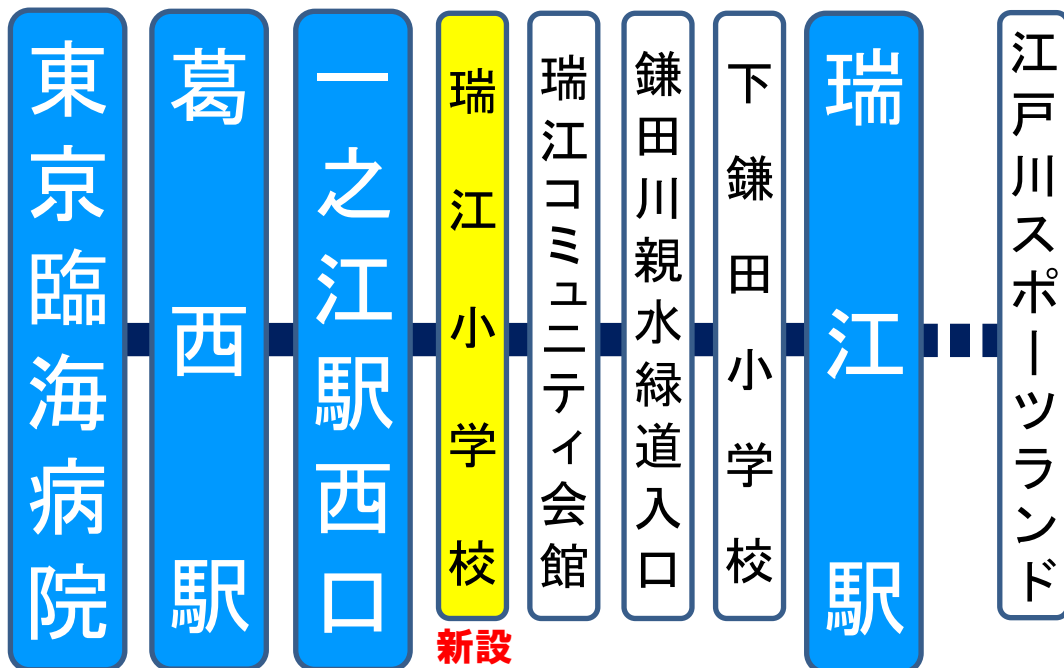 東京臨海病院
葛西駅
一之江駅西口
瑞江小学校
新設
瑞江コミュニティ会館
鎌田川親水緑道入口
下鎌田小学校
瑞江駅
江戸川スポーツランド